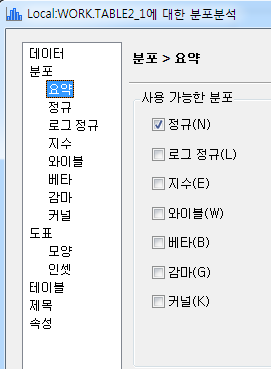 Local:WORK.TABLE2_1에 대한 분포분석
데이터
분포
요약
정규
로그 정규
지수
와이블
베타
감마
커널
도표
모양
인셋
테이블
제목
속성
분포 > 요약
사용 가능한 분포
정규(N)
로그 정규(L)
지수(E)
와이블(W)
베타(B)
감마(G)
커널(K)